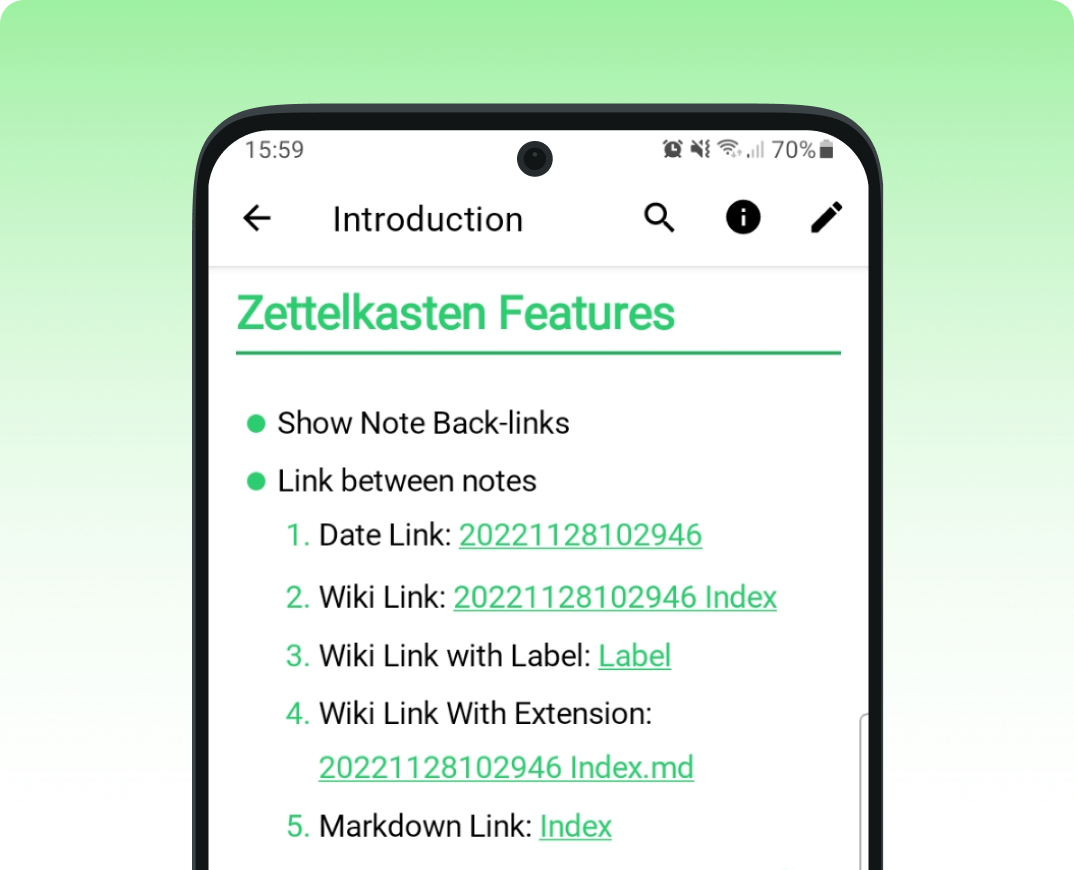 15:59 70%
Introduction
Zettelkasten Features
Show Note Back-links
Link between notes
1. Date Link: 20221128102946
2. Wiki Link: 20221128102946 Index
3. Wiki Link with Label: Label
4. Wiki Link With Extension:
20221128102946 Index.md
5. Markdown Link: Index